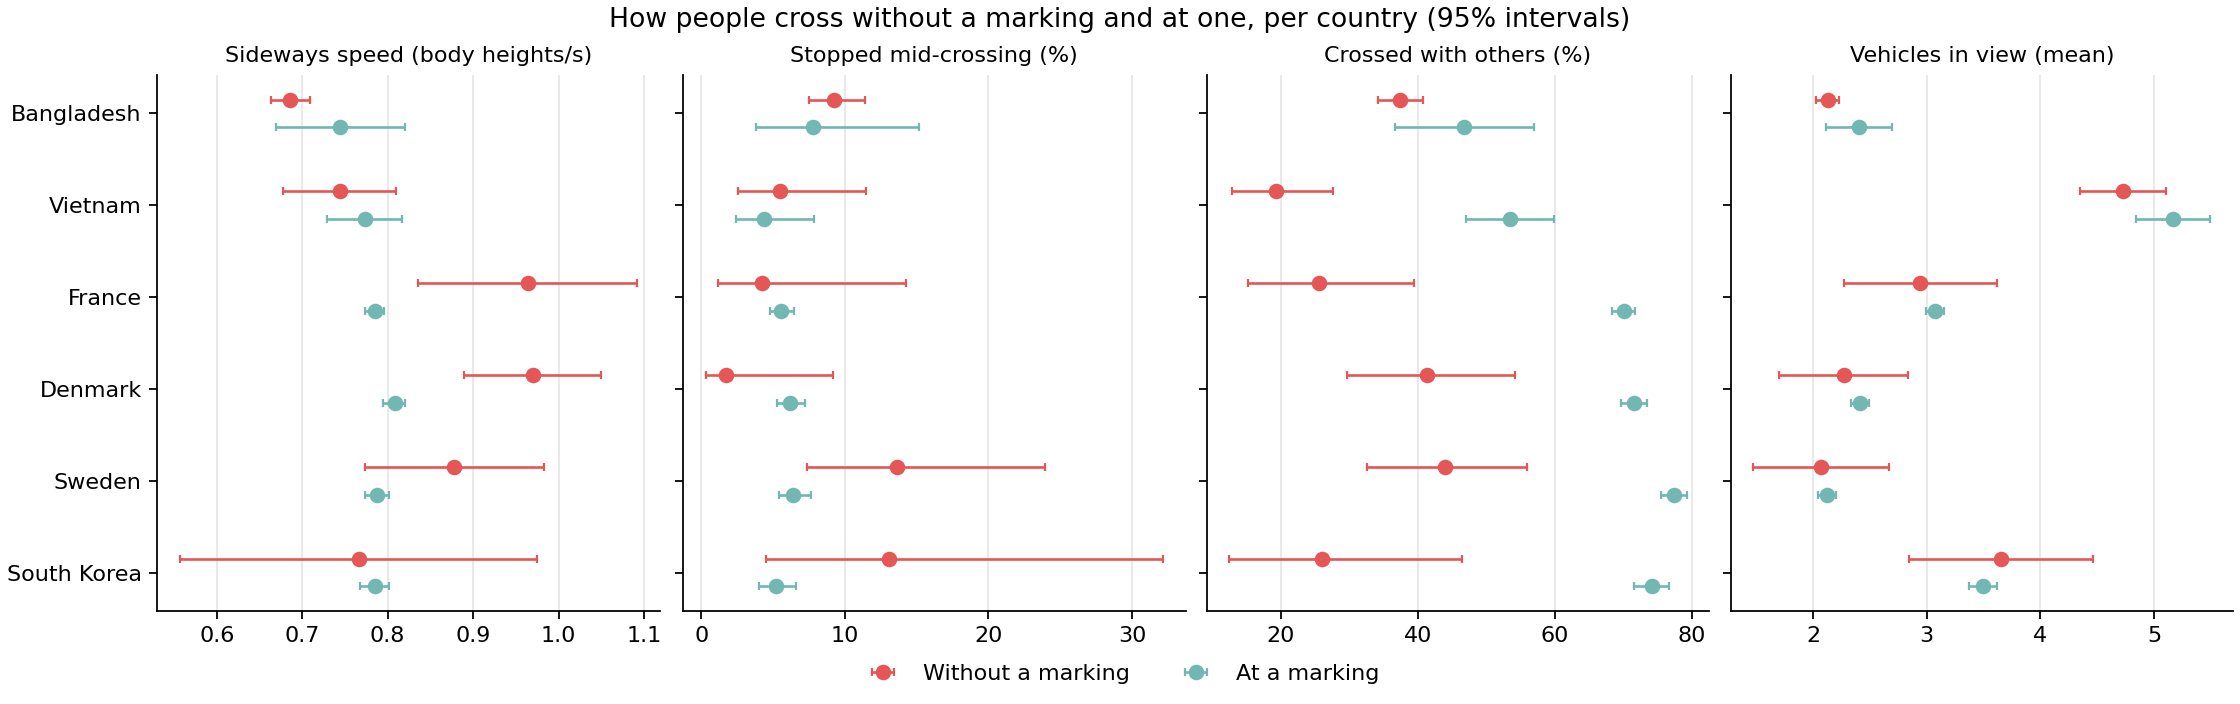 How people cross without a marking and at one, per country (95% intervals)
Sideways speed (body heights/s)
Stopped mid-crossing (%)
Crossed with others (%)
Vehicles in view (mean)
Bangladesh
Vietnam
France
Denmark
Sweden
South Korea
0.6 0.7 0.8 0.9 1.0 1.1
0 10 20 30
20 40 60 80
2 3 4 5
Without a marking
At a marking